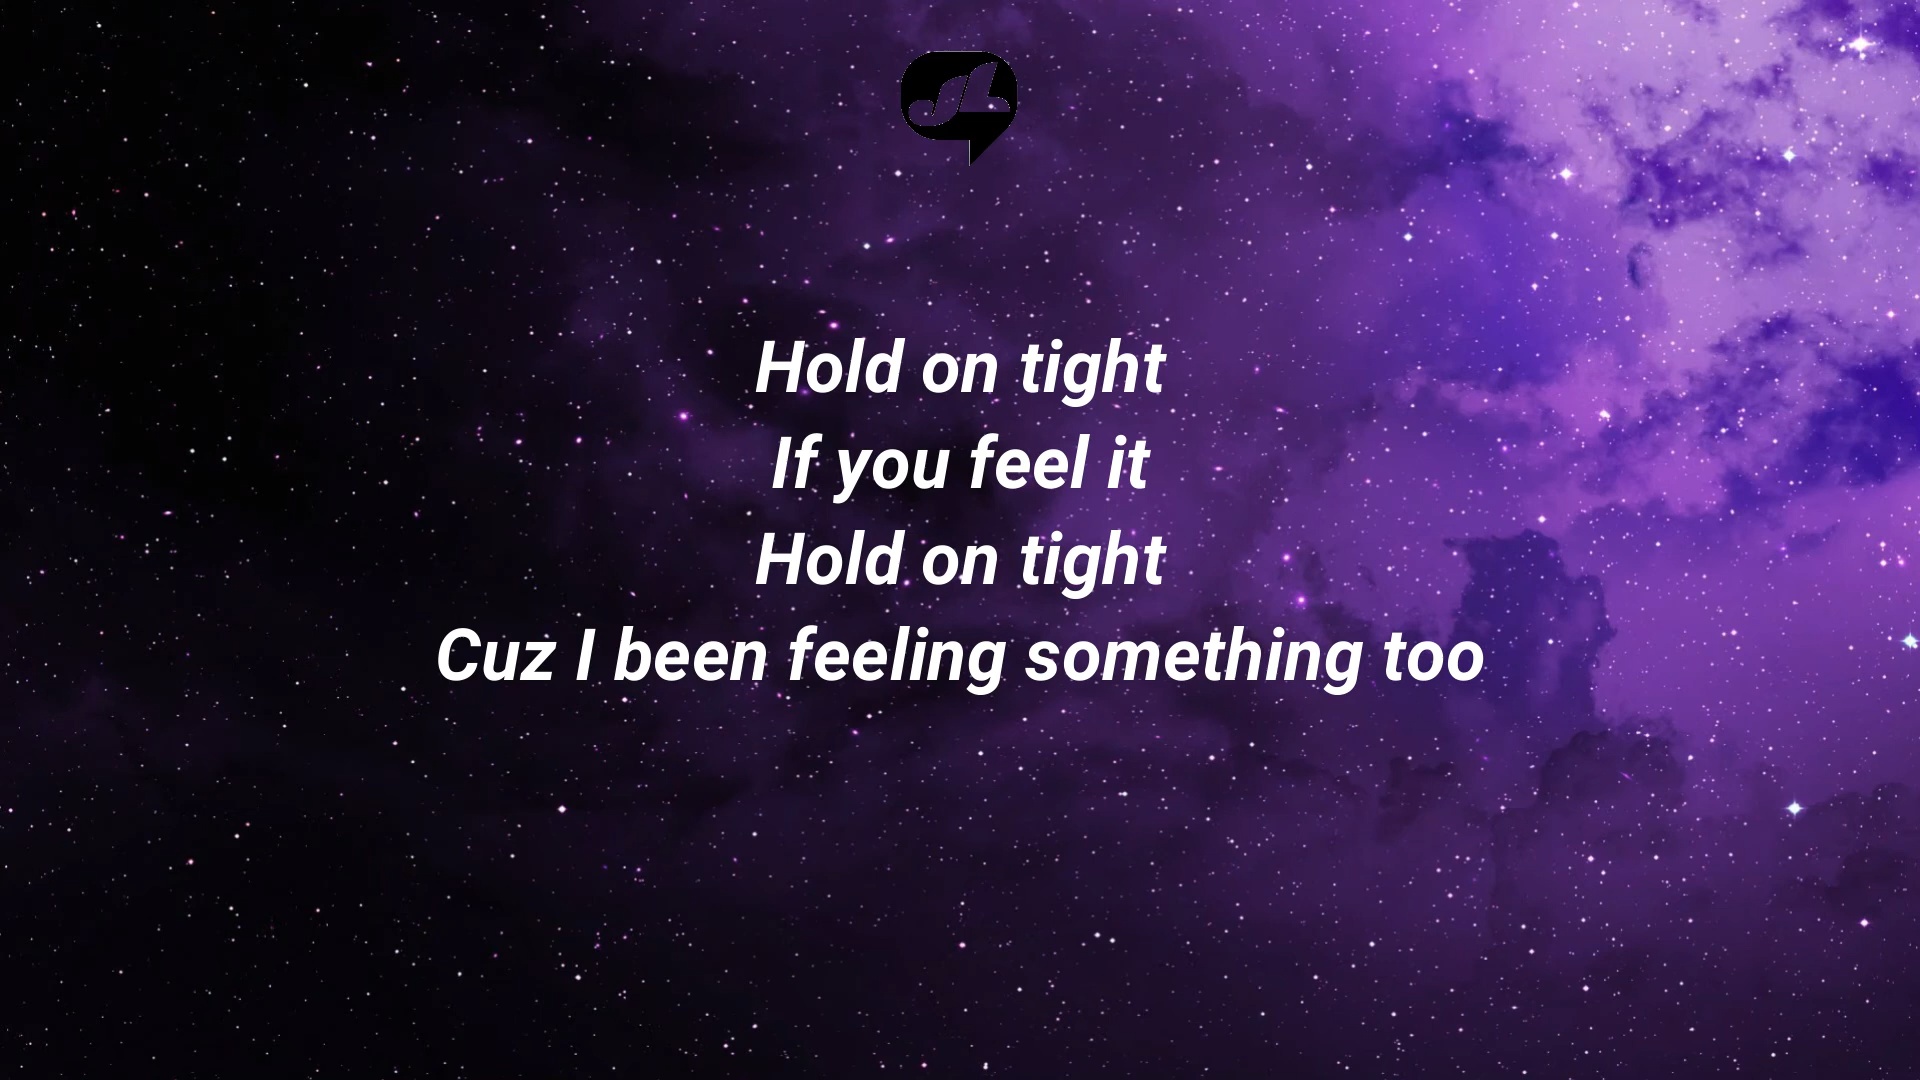 Hold on tight
If you feel it
Hold on tight
Cuz I been feeling something too